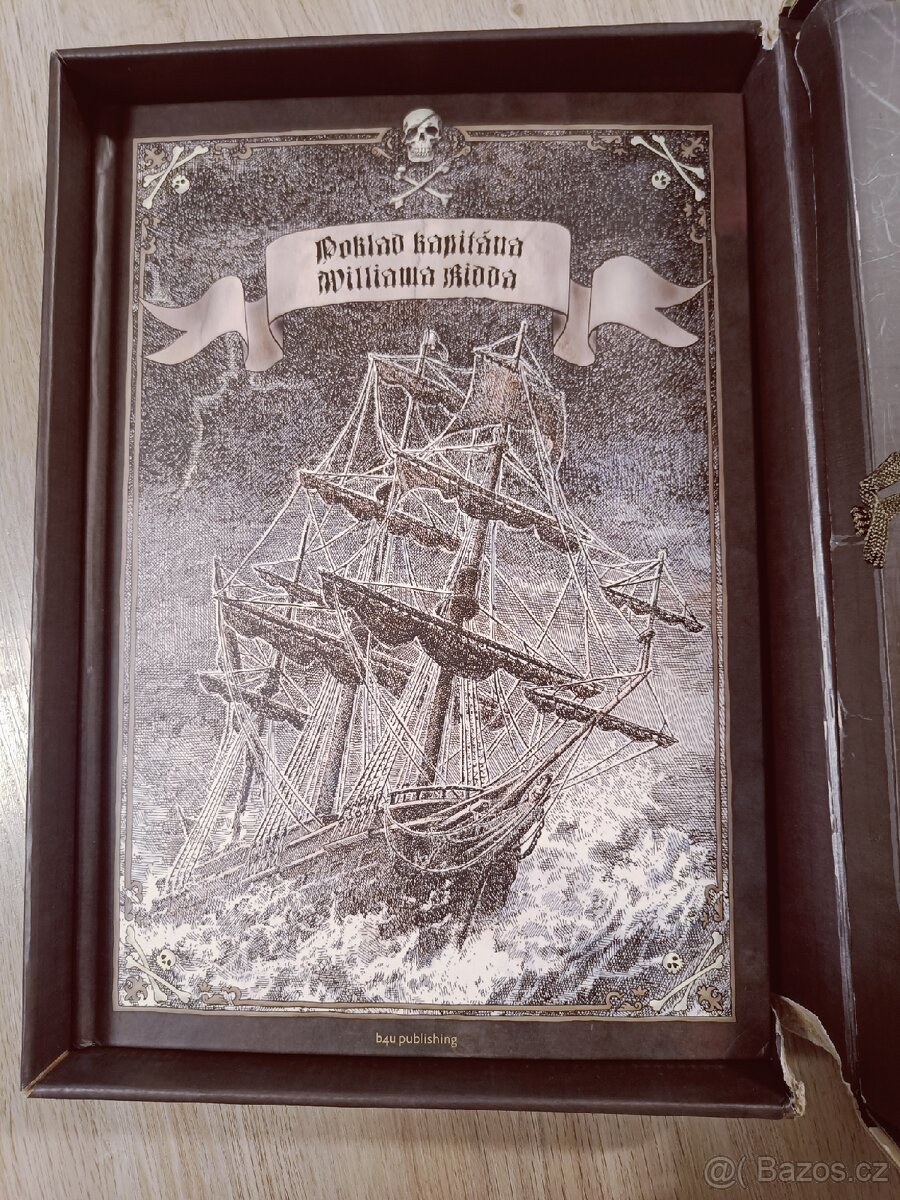 Poklad kapitána
Williama Kidda
b4u publishing
@( Bazos.cz